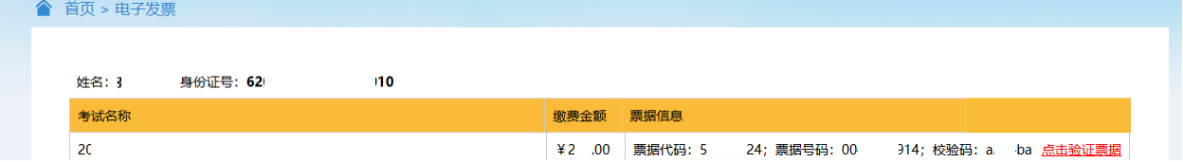 首页 > 电子发票
姓名： 身份证号：62 10
考试名称 缴费金额 票据信息
20 ¥2 .00 票据代码：5 24；票据号码：00 914；校验码：a ba 点击验证票据